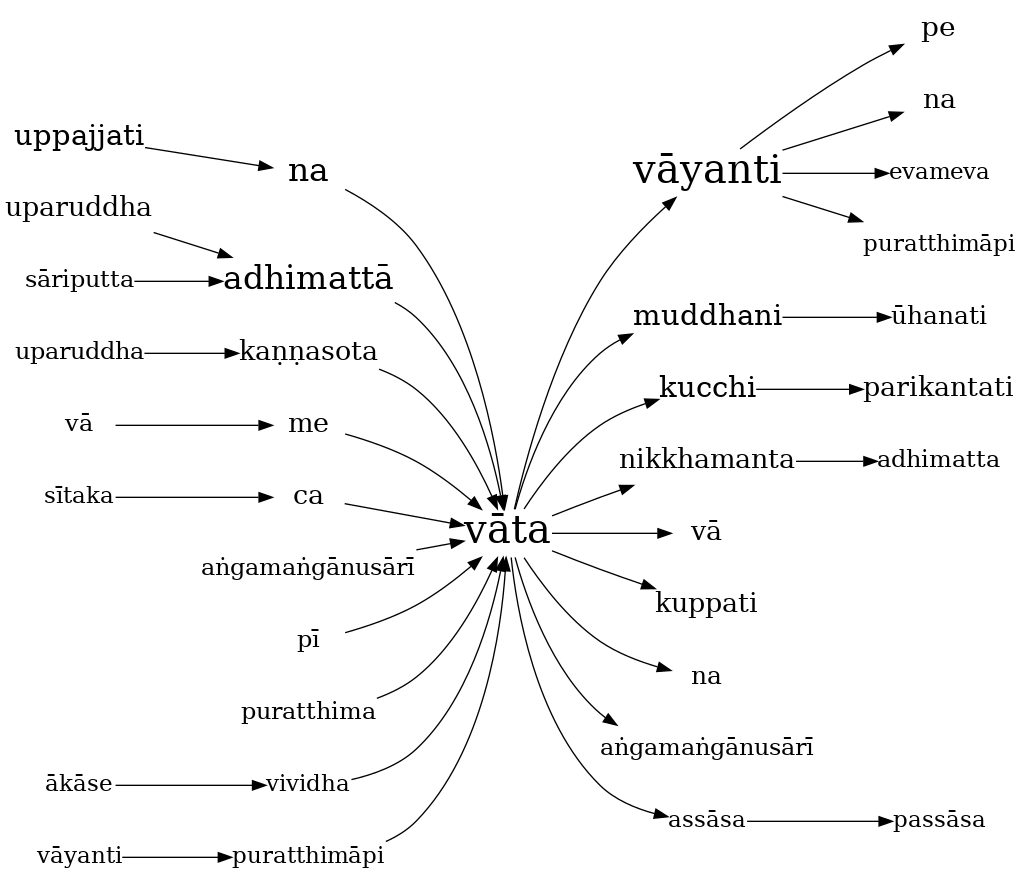 pe
na
uppajjati
na
vāyanti
evameva
uparuddha
puratthimāpi
sāriputta
adhimattā
muddhani
ūhanati
uparuddha
kaṇṇasota
kucchi
parikantati
vā
me
nikkhamanta
adhimatta
sītaka
ca
vāta
vā
aṅgamaṅgānusārī
kuppati
pī
na
puratthima
aṅgamaṅgānusārī
ākāse
vividha
assāsa
passāsa
vāyanti
puratthimāpi